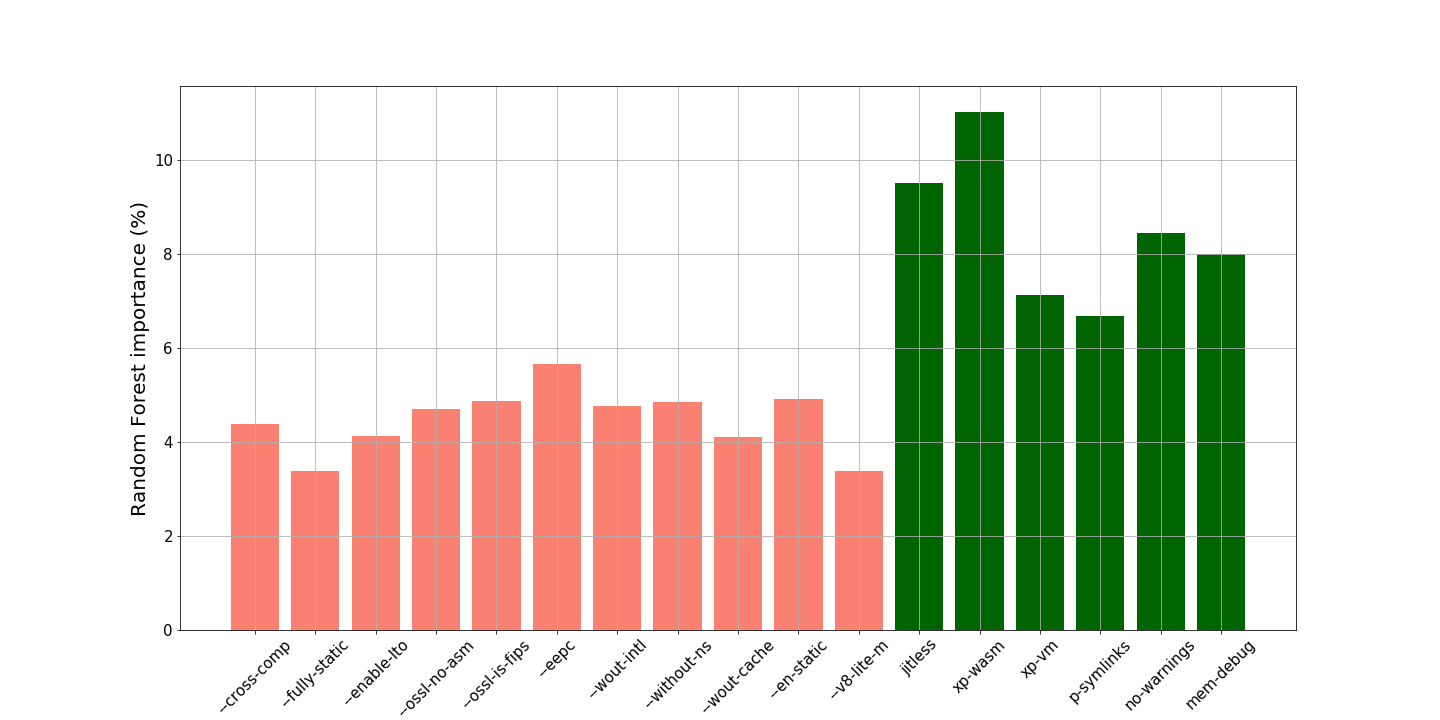 Random Forest importance (%)
10
8
6
4
2
0
–cross-comp
–fully-static
–enable-lto
–ossl-no-asm
–ossl-is-fips
–eepc
–wout-intl
–without-ns
–wout-cache
–en-static
–v8-lite-m
jitless
xp-wasm
xp-vm
p-symlinks
no-warnings
mem-debug